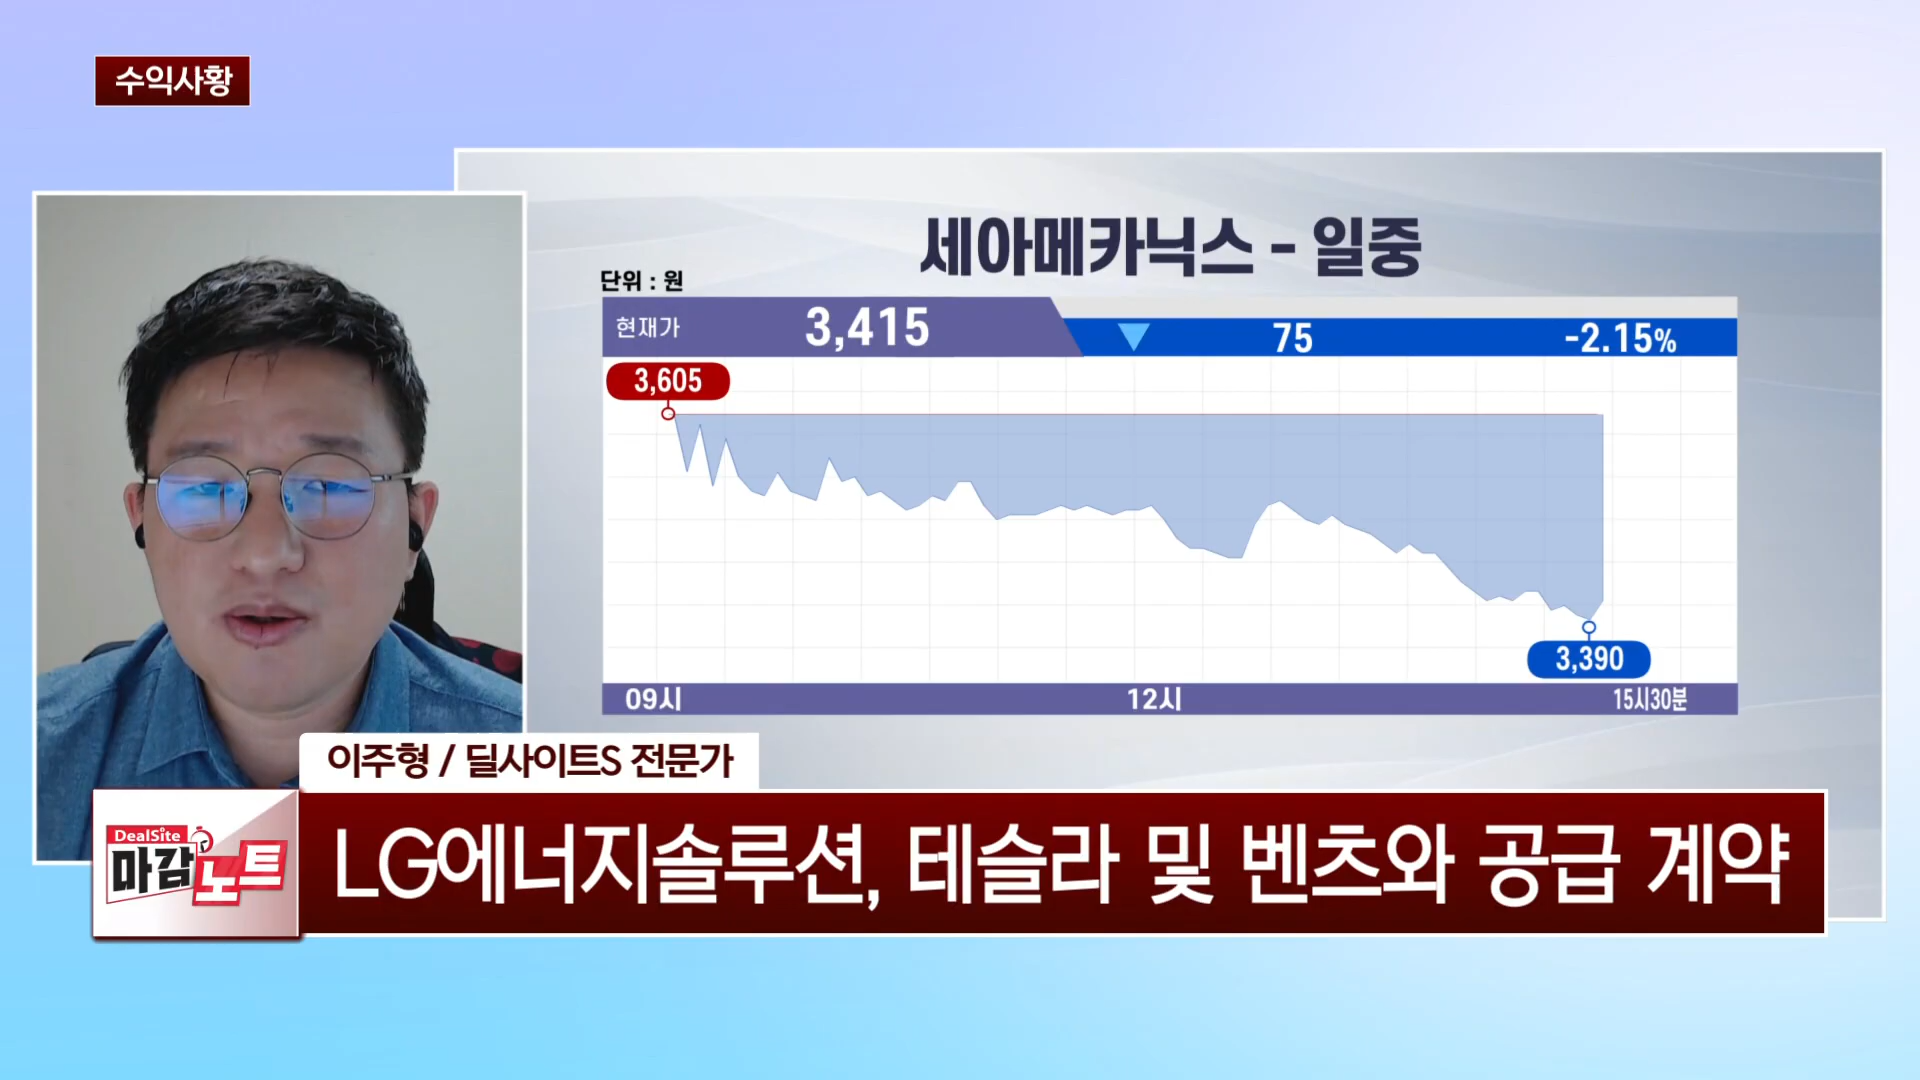 수익사황
세아메카닉스 - 일중
단위 : 원
현재가 3,415 75 -2.15%
3,605
3,390
09시 12시 15시30분
이주형 / 딜사이트S 전문가
DealSite
마감노트
LG에너지솔루션, 테슬라 및 벤츠와 공급 계약